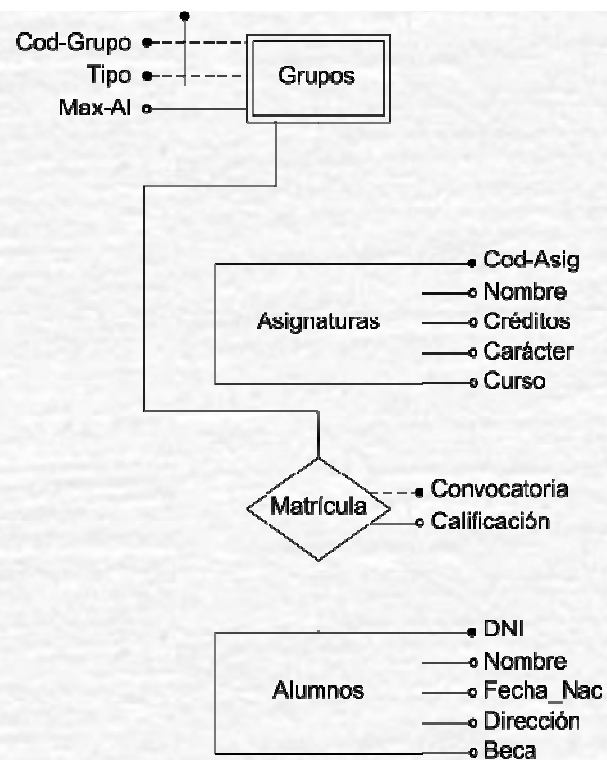 Cod-Grupo
Tipo
Max-Al
Grupos
Cod-Asig
Nombre
Asignaturas
Créditos
Carácter
Curso
Matrícula
Convocatoria
Calificación
DNI
Nombre
Alumnos
Fecha_Nac
Dirección
Beca